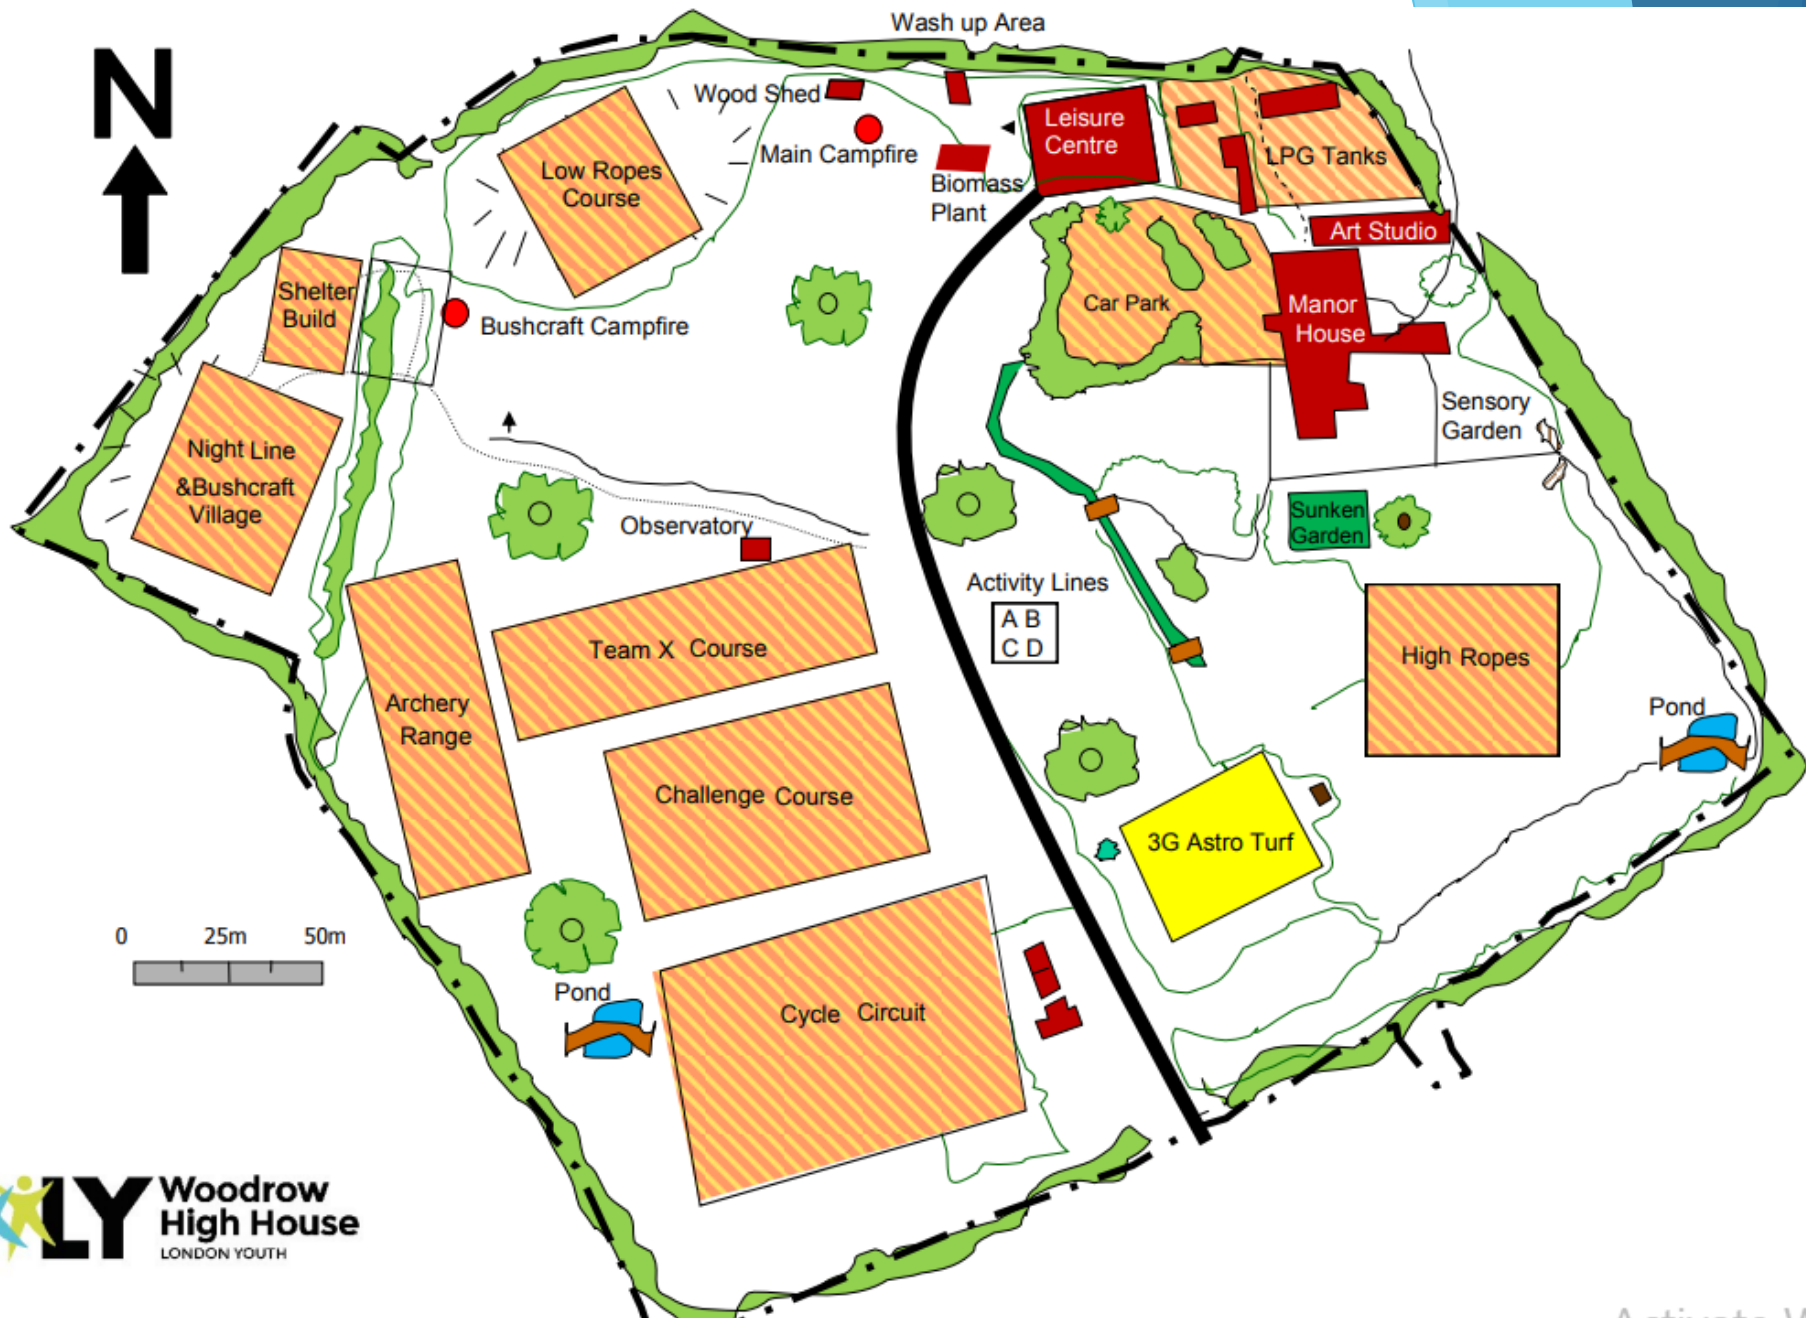 Wash up Area
N
Wood Shed
Main Campfire
Leisure
Centre
LPG Tanks
Biomass
Plant
Low Ropes
Course
Art Studio
Shelter
Build
Bushcraft Campfire
Car Park
Manor
House
Sensory
Garden
Night Line
&Bushcraft
Village
Observatory
Sunken
Garden
Activity Lines
A B
C D
Team X Course
High Ropes
Archery
Range
Pond
Challenge Course
3G Astro Turf
0 25m 50m
Pond
Cycle Circuit
LY
Woodrow
High House
LONDON YOUTH